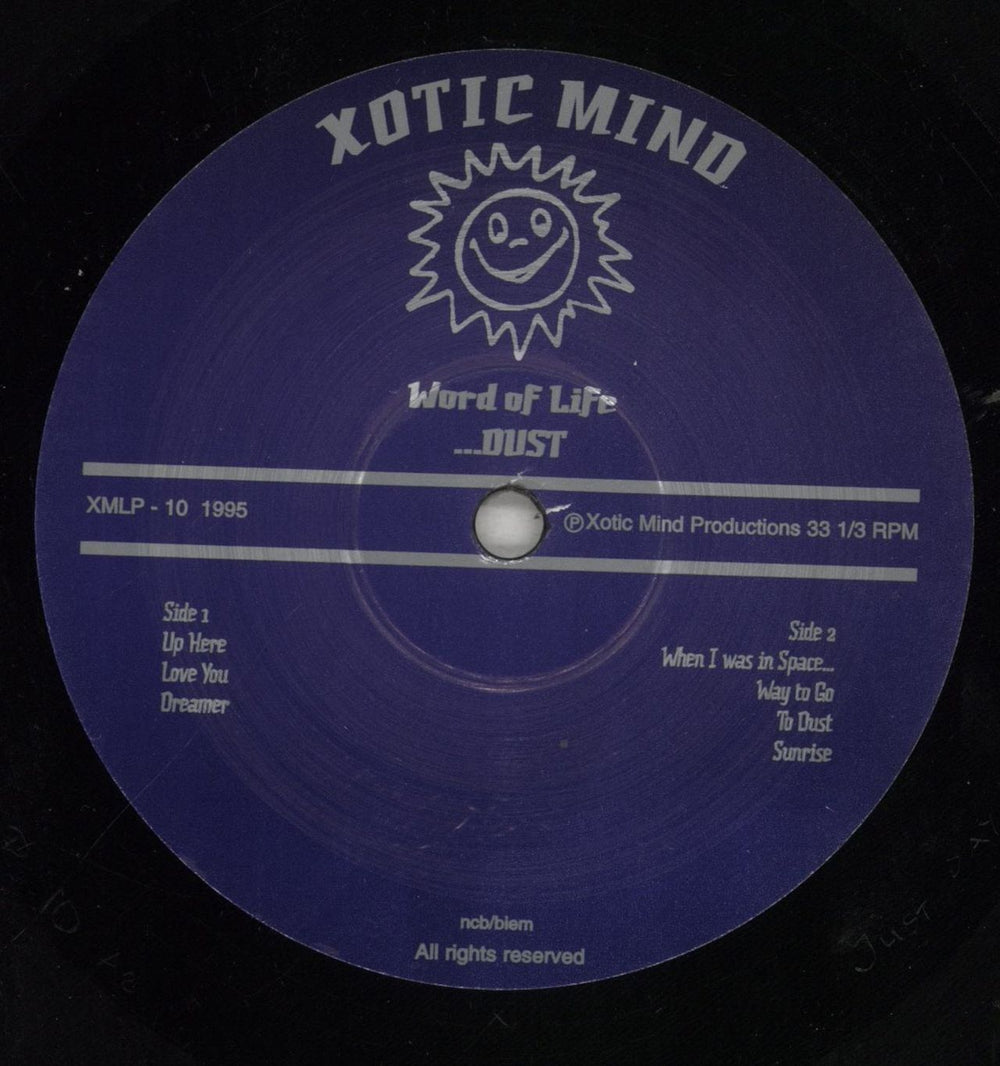 XOTIC MIND
Word of Life
...DUST
XMLP - 10 1995
℗ Xotic Mind Productions 33 1/3 RPM
Side 1
Up Here
Love You
Dreamer
Side 2
When I was in Space...
Way to Go
To Dust
Sunrise
ncb/biem
All rights reserved